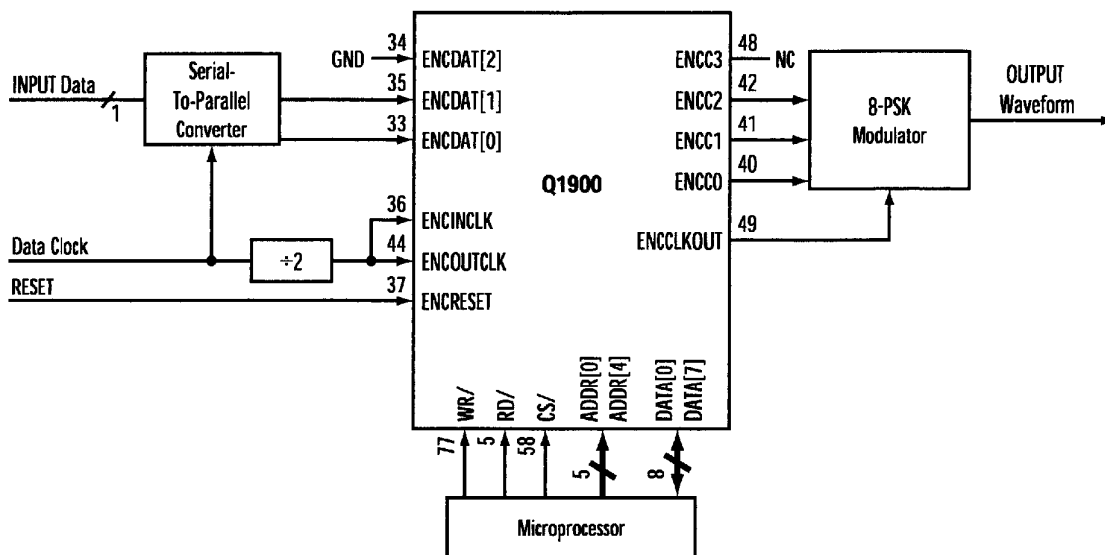 INPUT Data
1
Serial-
To-Parallel
Converter
GND
34
ENCDAT[2]
35
ENCDAT[1]
33
ENCDAT[0]
36
ENCINCLK
44
ENCOUTCLK
37
ENCRESET
Data Clock
÷2
RESET
Q1900
ENCC3
48
NC
ENCC2
42
ENCC1
41
ENCC0
40
ENCCLKOUT
49
8-PSK
Modulator
OUTPUT
Waveform
WR/
RD/
CS/
ADDR[0]
ADDR[4]
DATA[0]
DATA[7]
77
5
58
5
8
Microprocessor